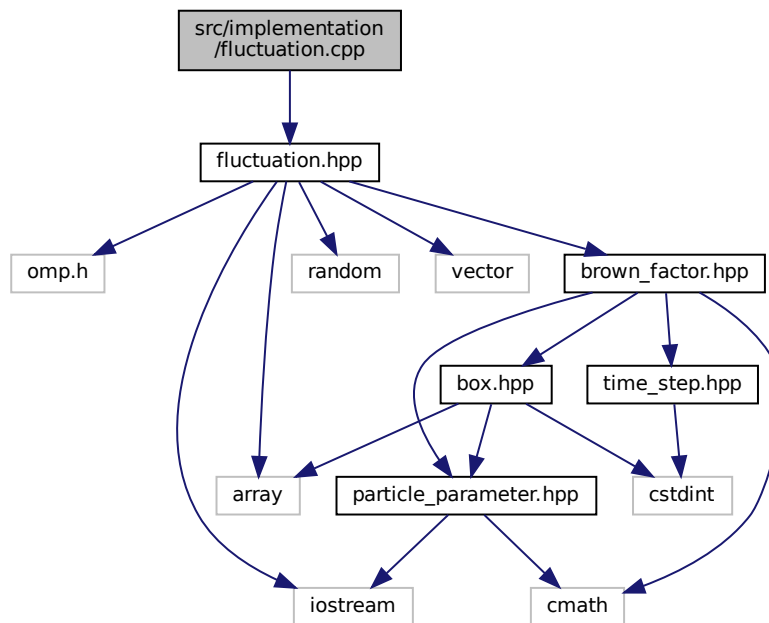 src/implementation
/fluctuation.cpp
fluctuation.hpp
omp.h
random
vector
brown_factor.hpp
box.hpp
time_step.hpp
array
particle_parameter.hpp
cstdint
iostream
cmath